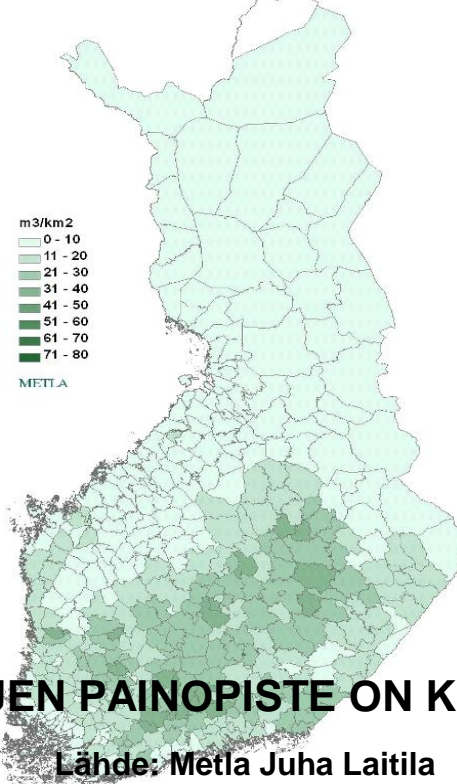 m3/km2
0 - 10
11 - 20
21 - 30
31 - 40
41 - 50
51 - 60
61 - 70
71 - 80
METLA
PAINOPISTE ON
Lähde: Metla Juha Laitila